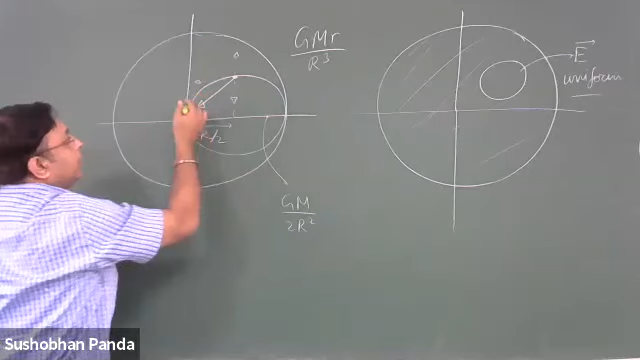 GMr
R³
R/2
GM
2R²
E
uniform
Sushobhan Panda